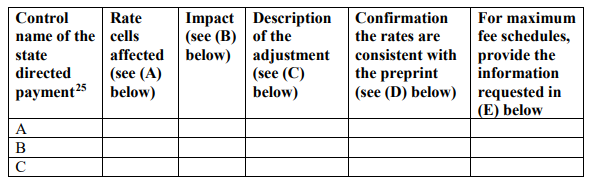 Control name of the state directed payment25
Rate cells affected (see (A) below)
Impact (see (B) below)
Description of the adjustment (see (C) below)
Confirmation the rates are consistent with the preprint (see (D) below)
For maximum fee schedules, provide the information requested in (E) below
A
B
C